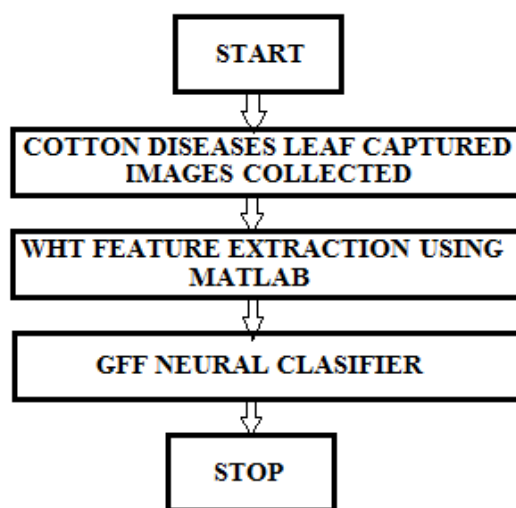 START
COTTON DISEASES LEAF CAPTURED
IMAGES COLLECTED
WHT FEATURE EXTRACTION USING
MATLAB
GFF NEURAL CLASIFIER
STOP